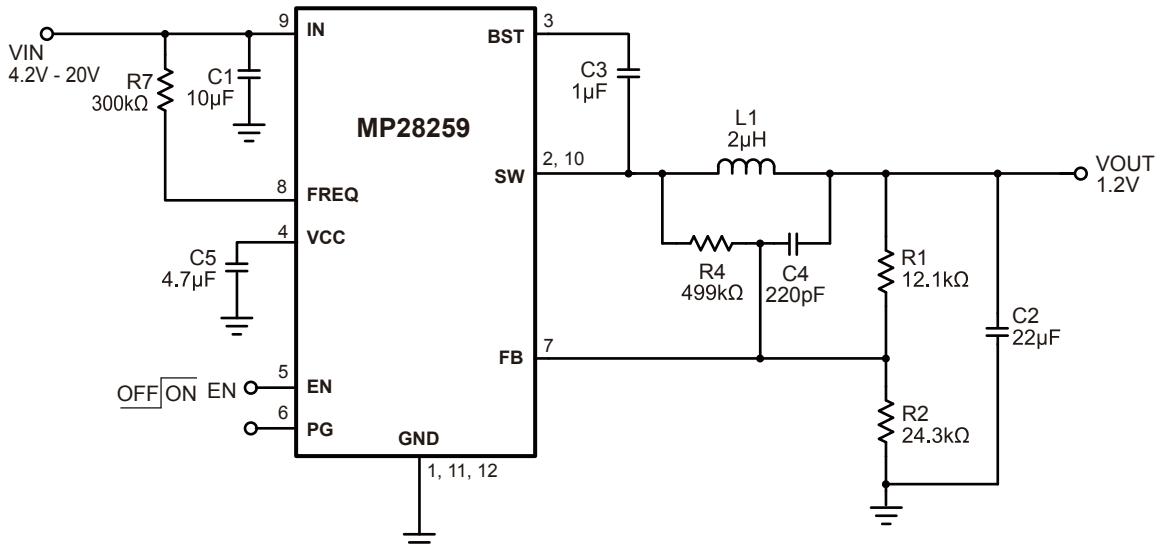 VIN
4.2V - 20V
R7
300kΩ
C1
10µF
9
IN
8
FREQ
4
VCC
C5
4.7µF
OFF ON EN
5
EN
6
PG
MP28259
GND
1, 11, 12
BST
3
C3
1µF
SW
2, 10
L1
2µH
R4
499kΩ
C4
220pF
FB
7
R1
12.1kΩ
R2
24.3kΩ
C2
22µF
VOUT
1.2V